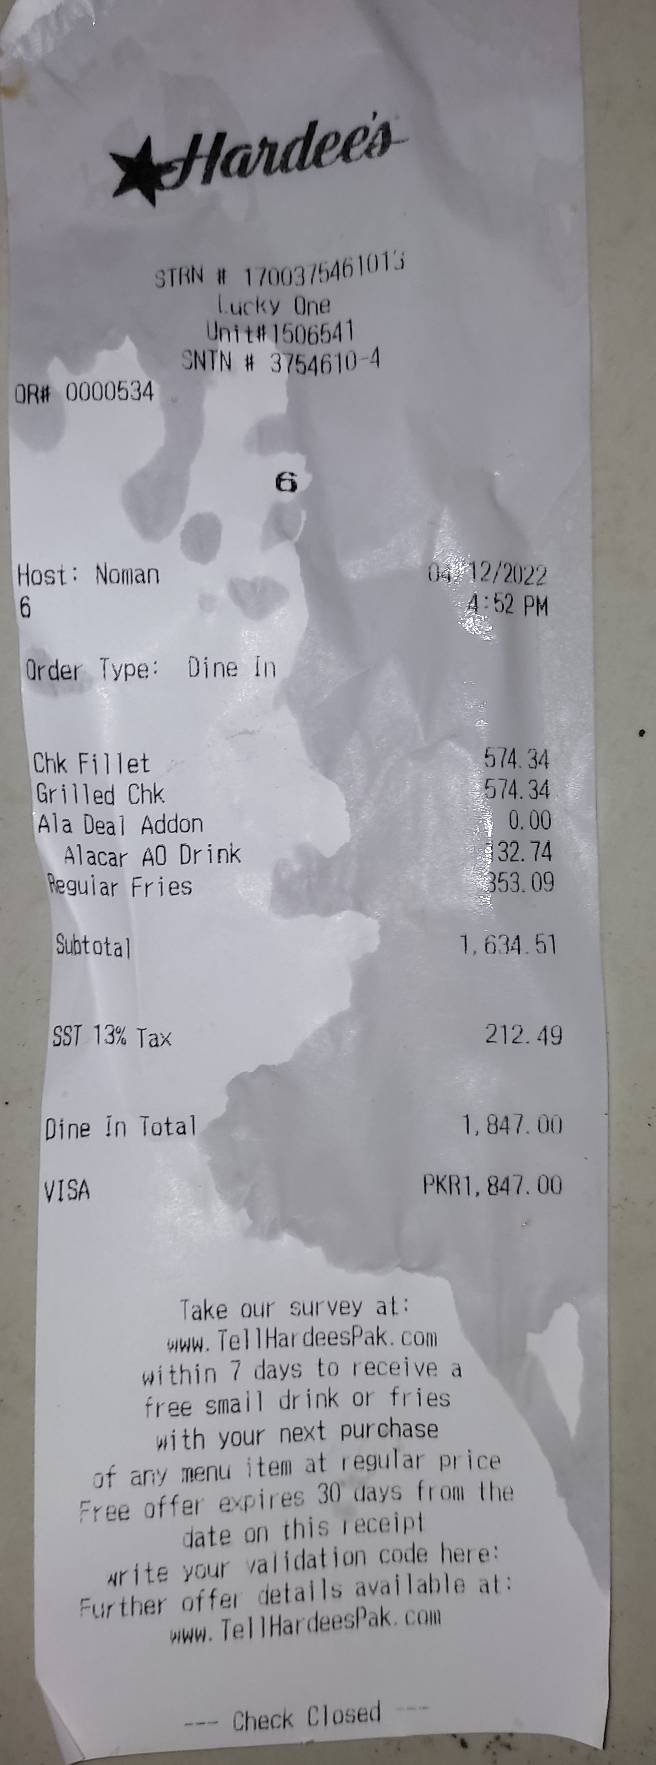 Hardee's
STRN # 1700375461013
Lucky One
Unit#1506541
SNTN # 3754610-4
OR# 0000534
6
Host: Noman 04/12/2022
6 4:52 PM
Order Type: Dine In
Chk Fillet 574.34
Grilled Chk 574.34
Ala Deal Addon 0.00
Alacar AO Drink 132.74
Regular Fries 353.09
Subtotal 1,634.51
SST 13% Tax 212.49
Dine In Total 1,847.00
VISA PKR1,847.00
Take our survey at:
www.TellHardeesPak.com
within 7 days to receive a
free small drink or fries
with your next purchase
of any menu item at regular price
Free offer expires 30 days from the
date on this receipt
write your validation code here:
Further offer details available at:
www.TellHardeesPak.com
--- Check Closed ---